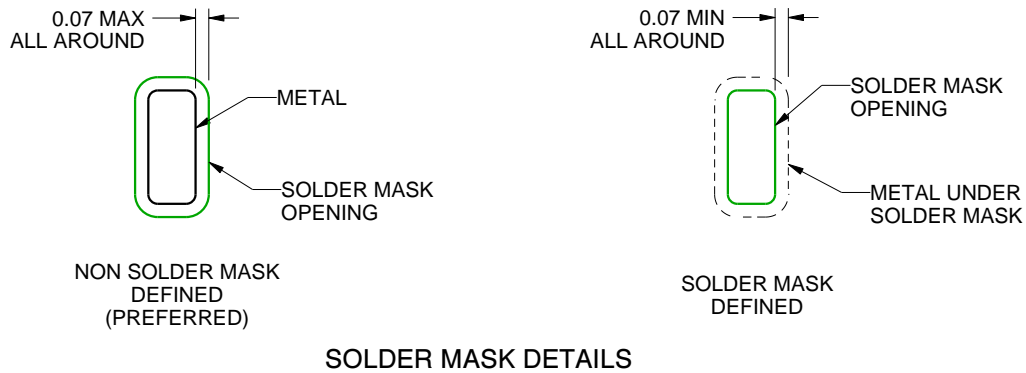 0.07 MAX
ALL AROUND
METAL
SOLDER MASK
OPENING
NON SOLDER MASK
DEFINED
(PREFERRED)
0.07 MIN
ALL AROUND
SOLDER MASK
OPENING
METAL UNDER
SOLDER MASK
SOLDER MASK
DEFINED
SOLDER MASK DETAILS